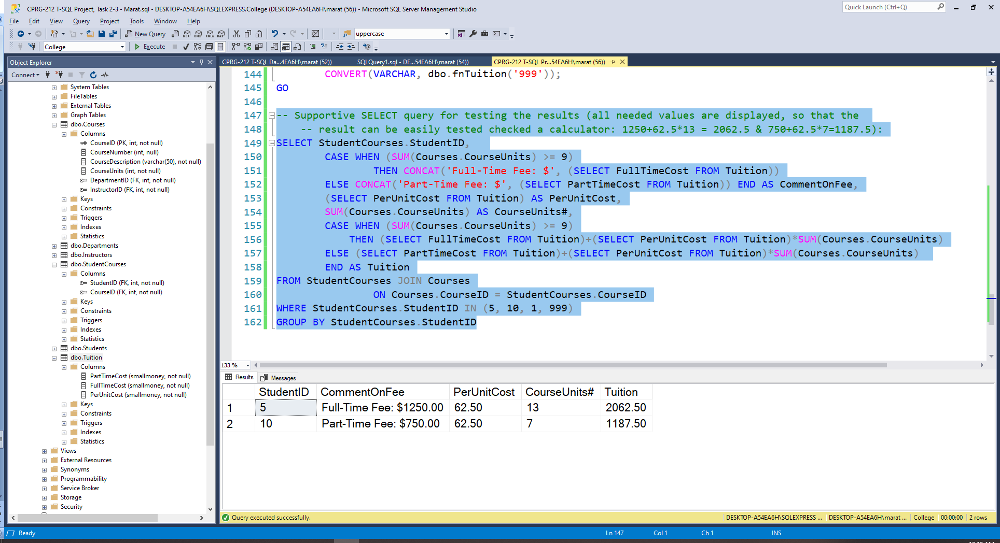 CPRG-212 T-SQL Project, Task 2-3 - Marat.sql - DESKTOP-A54EA6H\SQLEXPRESS.College (DESKTOP-A54EA6H\marat (56)) - Microsoft SQL Server Management Studio
Quick Launch (Ctrl+Q)
File Edit View Query Project Tools Window Help
New Query
MDX DMX XMLA DAX
uppercase
College
Execute
Object Explorer
CPRG-212 T-SQL Da...4EA6H\marat (52))
SQLQuery1.sql - DE...54EA6H\marat (54))
CPRG-212 T-SQL Pr...54EA6H\marat (56))
Connect
System Tables
FileTables
External Tables
Graph Tables
dbo.Courses
Columns
CourseID (PK, int, not null)
CourseNumber (int, null)
CourseDescription (varchar(50), not null)
CourseUnits (int, not null)
DepartmentID (FK, int, not null)
InstructorID (FK, int, not null)
Keys
Constraints
Triggers
Indexes
Statistics
dbo.Departments
dbo.Instructors
dbo.StudentCourses
Columns
StudentID (FK, int, not null)
CourseID (FK, int, not null)
Keys
Constraints
Triggers
Indexes
Statistics
dbo.Students
dbo.Tuition
Columns
PartTimeCost (smallmoney, not null)
FullTimeCost (smallmoney, not null)
PerUnitCost (smallmoney, not null)
Keys
Constraints
Triggers
Indexes
Statistics
Views
External Resources
Synonyms
Programmability
Service Broker
Storage
Security
144 CONVERT(VARCHAR, dbo.fnTuition('999'));
145 GO
146
147 -- Supportive SELECT query for testing the results (all needed values are displayed, so that the
148 -- result can be easily tested checked a calculator: 1250+62.5*13 = 2062.5 & 750+62.5*7=1187.5):
149 SELECT StudentCourses.StudentID,
150 CASE WHEN (SUM(Courses.CourseUnits) >= 9)
151 THEN CONCAT('Full-Time Fee: $', (SELECT FullTimeCost FROM Tuition))
152 ELSE CONCAT('Part-Time Fee: $', (SELECT PartTimeCost FROM Tuition)) END AS CommentOnFee,
153 (SELECT PerUnitCost FROM Tuition) AS PerUnitCost,
154 SUM(Courses.CourseUnits) AS CourseUnits#,
155 CASE WHEN (SUM(Courses.CourseUnits) >= 9)
156 THEN (SELECT FullTimeCost FROM Tuition)+(SELECT PerUnitCost FROM Tuition)*SUM(Courses.CourseUnits)
157 ELSE (SELECT PartTimeCost FROM Tuition)+(SELECT PerUnitCost FROM Tuition)*SUM(Courses.CourseUnits)
158 END AS Tuition
159 FROM StudentCourses JOIN Courses
160 ON Courses.CourseID = StudentCourses.CourseID
161 WHERE StudentCourses.StudentID IN (5, 10, 1, 999)
162 GROUP BY StudentCourses.StudentID
133 %
Results Messages
StudentID CommentOnFee PerUnitCost CourseUnits# Tuition
1 5 Full-Time Fee: $1250.00 62.50 13 2062.50
2 10 Part-Time Fee: $750.00 62.50 7 1187.50
Query executed successfully.
DESKTOP-A54EA6H\SQLEXPRESS ... DESKTOP-A54EA6H\marat ... College 00:00:00 2 rows
Ready Ln 147 Col 1 Ch 1 INS